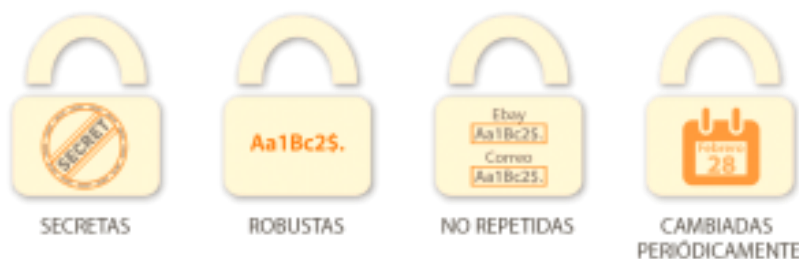 SECRET
SECRETAS
Aa1Bc2$.
ROBUSTAS
Ebay
Aa1Bc2$.
Correo
Aa1Bc2$.
NO REPETIDAS
Febrero
28
CAMBIADAS
PERIÓDICAMENTE